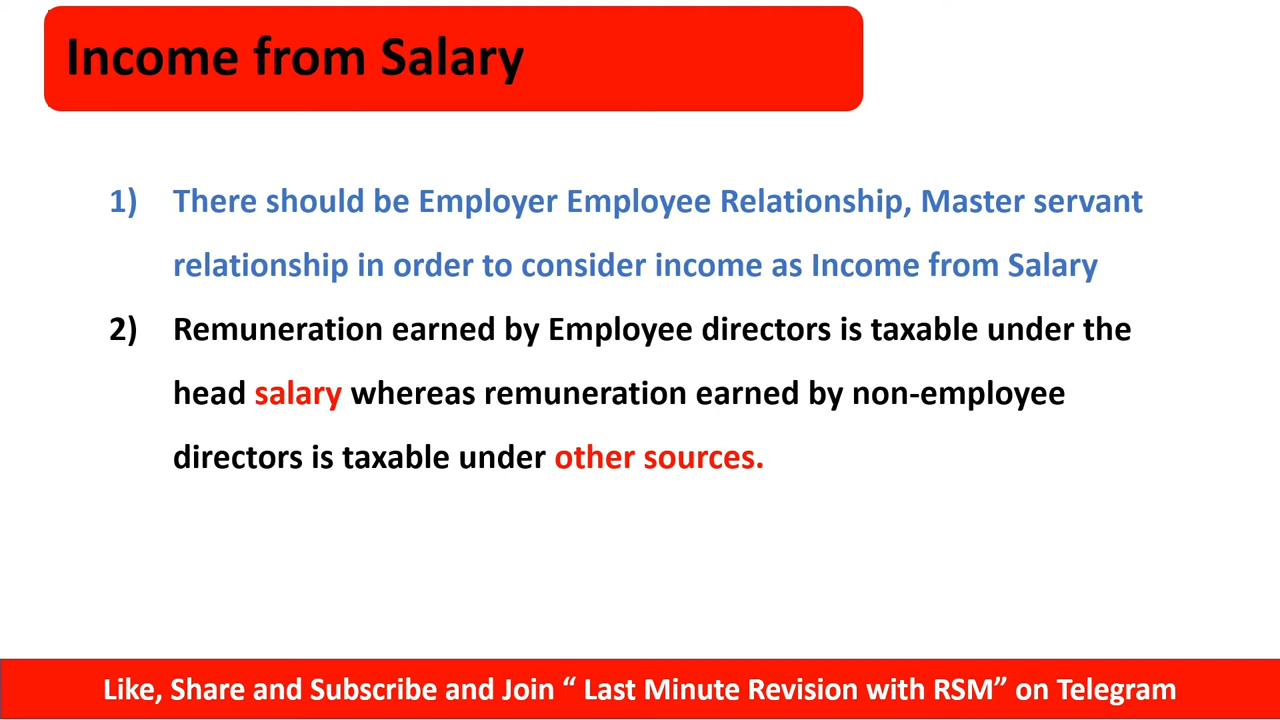 Income from Salary
1) There should be Employer Employee Relationship, Master servant
relationship in order to consider income as Income from Salary
2) Remuneration earned by Employee directors is taxable under the
head salary whereas remuneration earned by non-employee
directors is taxable under other sources.
Like, Share and Subscribe and Join “ Last Minute Revision with RSM” on Telegram